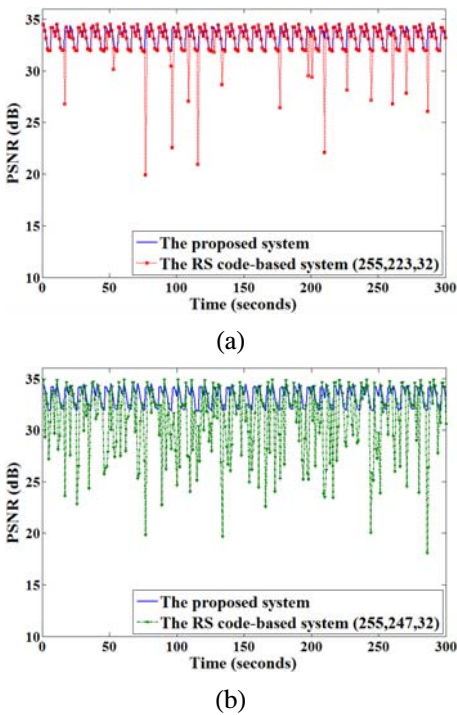 35
30
25
20
15
10
PSNR (dB)
The proposed system
The RS code-based system (255,223,32)
0 50 100 150 200 250 300
Time (seconds)
(a)
35
30
25
20
15
10
PSNR (dB)
The proposed system
The RS code-based system (255,247,32)
0 50 100 150 200 250 300
Time (seconds)
(b)